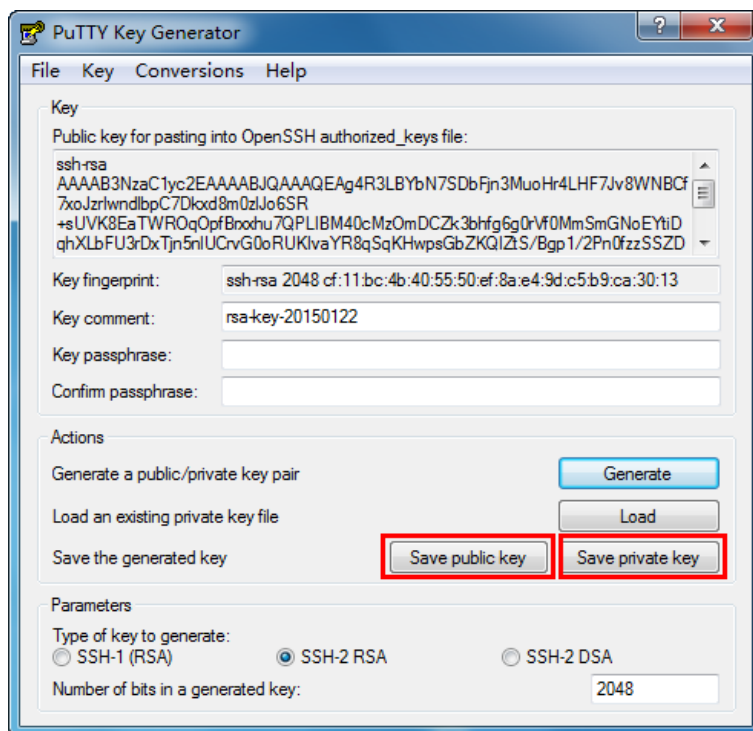 PuTTY Key Generator
File Key Conversions Help
Key
Public key for pasting into OpenSSH authorized_keys file:
ssh-rsa
AAAAB3NzaC1yc2EAAAABJQAAAQEAg4R3LBYbN7SDbFjn3MuoHr4LHF7Jv8WNBCf
7xoJzrlwndlbpC7Dkxd8m0zlJo6SR
+sUVK8EaTWROqOpfBrxxhu7QPLIBM40cMzOmDCZk3bhfg6g0rVf0MmSmGNoEYtiD
qhXLbFU3rDxTjn5nlUCrvG0oRUKlvaYR8qSqKHwpsGbZKQIZtS/Bgp1/2Pn0fzzSSZD
Key fingerprint: ssh-rsa 2048 cf:11:bc:4b:40:55:50:ef:8a:e4:9d:c5:b9:ca:30:13
Key comment: rsa-key-20150122
Key passphrase:
Confirm passphrase:
Actions
Generate a public/private key pair Generate
Load an existing private key file Load
Save the generated key Save public key Save private key
Parameters
Type of key to generate:
SSH-1 (RSA) SSH-2 RSA SSH-2 DSA
Number of bits in a generated key: 2048